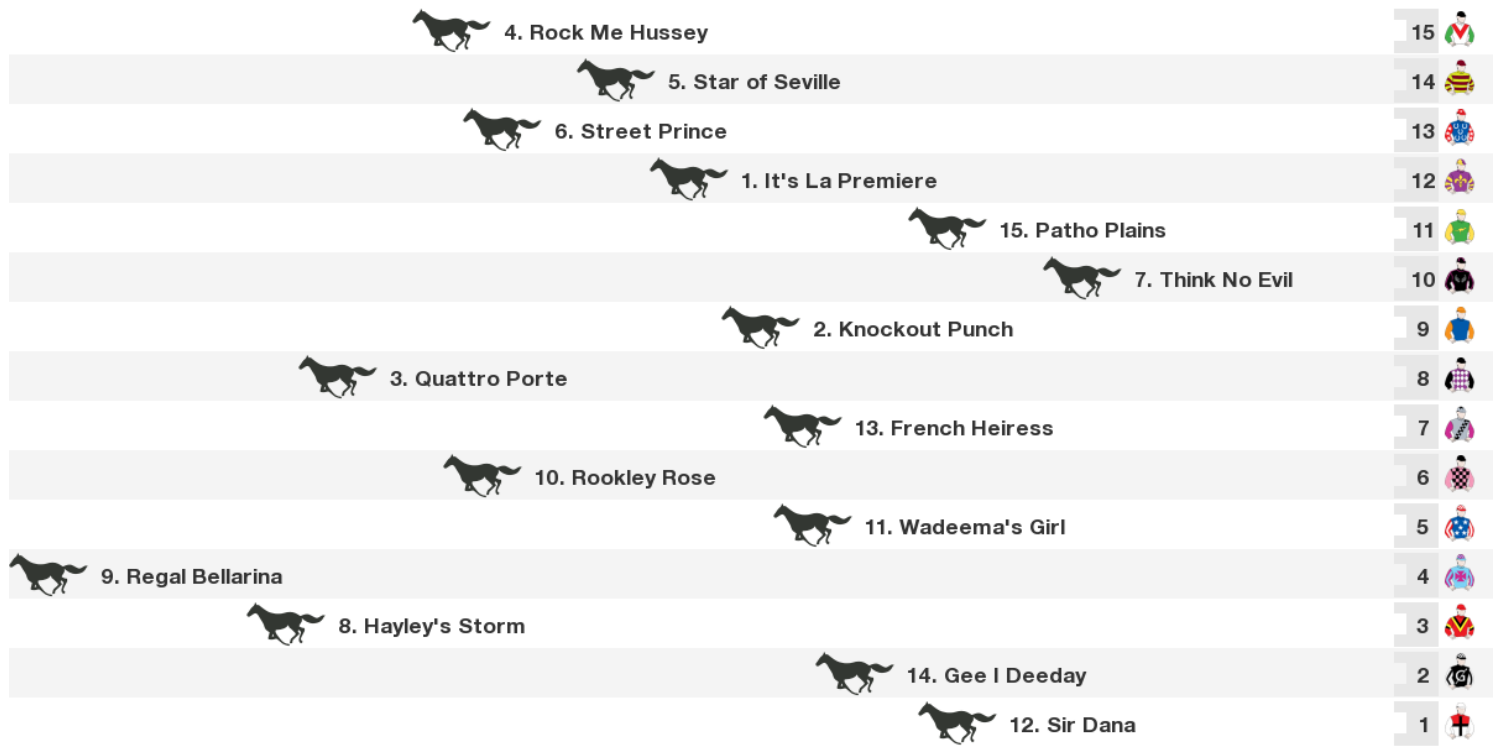 4. Rock Me Hussey 15
5. Star of Seville 14
6. Street Prince 13
1. It's La Premiere 12
15. Patho Plains 11
7. Think No Evil 10
2. Knockout Punch 9
3. Quattro Porte 8
13. French Heiress 7
10. Rookley Rose 6
11. Wadeema's Girl 5
9. Regal Bellarina 4
8. Hayley's Storm 3
14. Gee I Deeday 2
12. Sir Dana 1